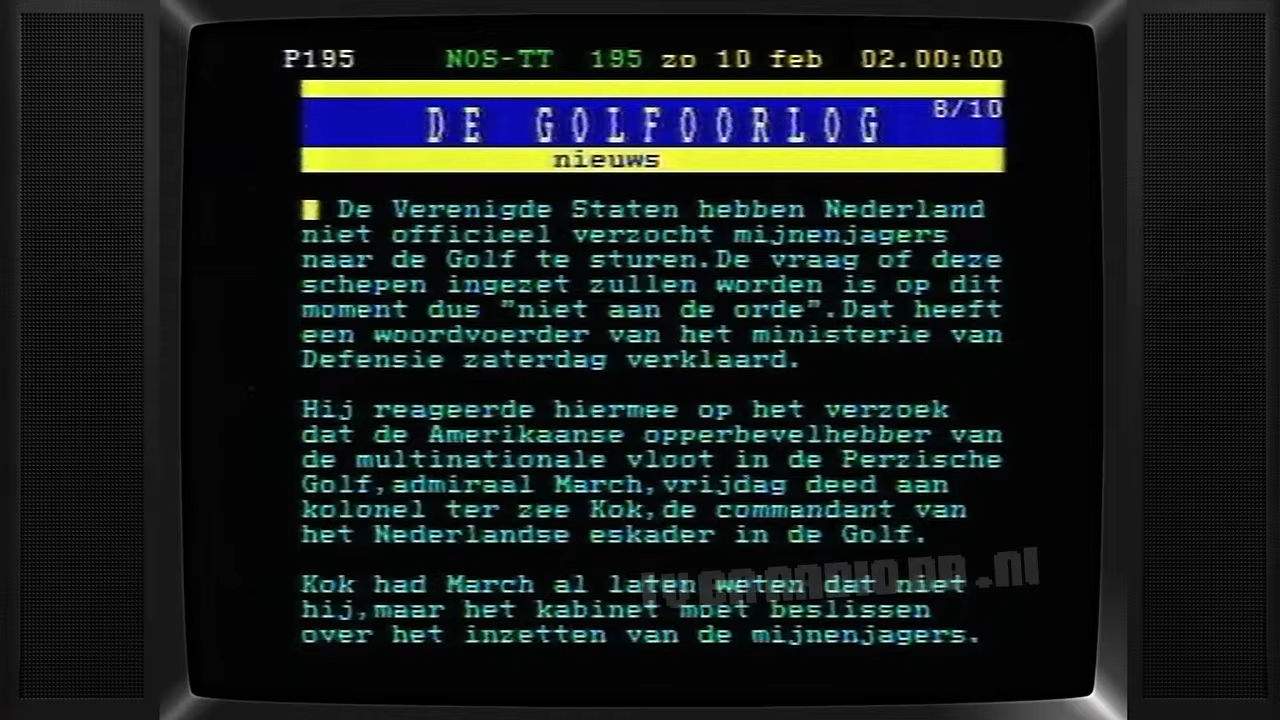 P195 NOS-TT 195 zo 10 feb 02.00:00
DE GOLFOORLOG 8/10
nieuws
De Verenigde Staten hebben Nederland
niet officieel verzocht mijnenjagers
naar de Golf te sturen.De vraag of deze
schepen ingezet zullen worden is op dit
moment dus "niet aan de orde".Dat heeft
een woordvoerder van het ministerie van
Defensie zaterdag verklaard.
Hij reageerde hiermee op het verzoek
dat de Amerikaanse opperbevelhebber van
de multinationale vloot in de Perzische
Golf,admiraal March,vrijdag deed aan
kolonel ter zee Kok,de commandant van
het Nederlandse eskader in de Golf.
Kok had March al laten weten dat niet
hij,maar het kabinet moet beslissen
over het inzetten van de mijnenjagers.